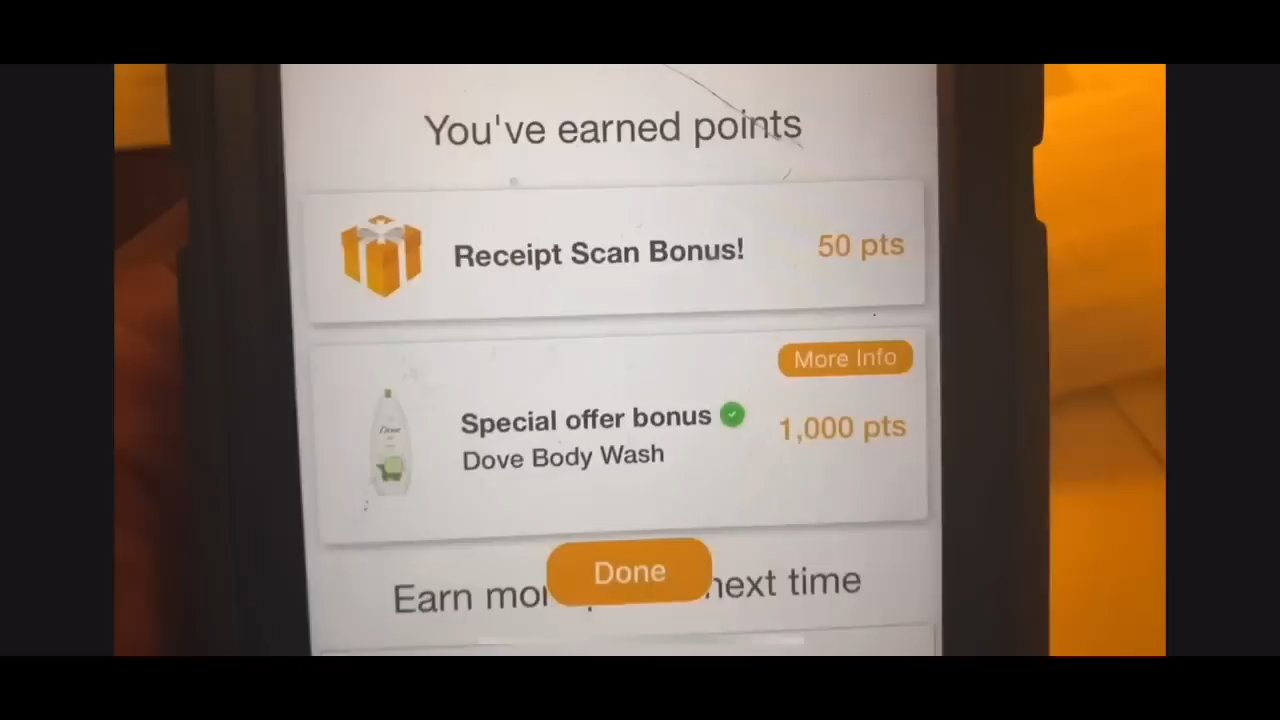 You've earned points
Receipt Scan Bonus!
50 pts
More Info
Special offer bonus
1,000 pts
Dove Body Wash
Dove
Done
Earn next time